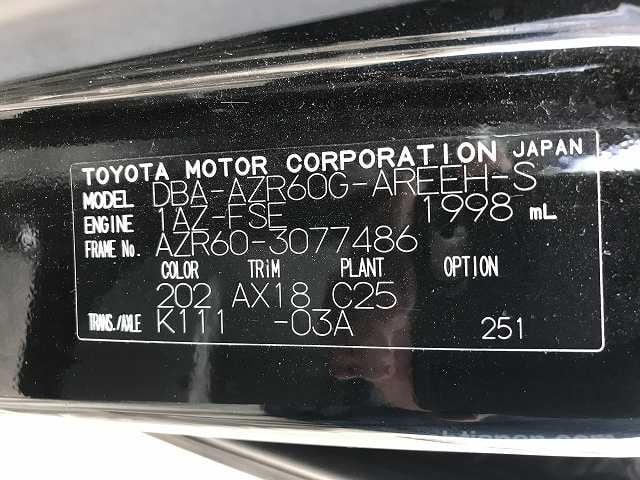 TOYOTA MOTOR CORPORATION JAPAN
MODEL DBA-AZR60G-AREEH-S
ENGINE 1AZ-FSE 1998 mL
FRAME No. AZR60-3077486
COLOR TRiM PLANT OPTION
202 AX18 C25
TRANS./AXLE K111 -03A 251